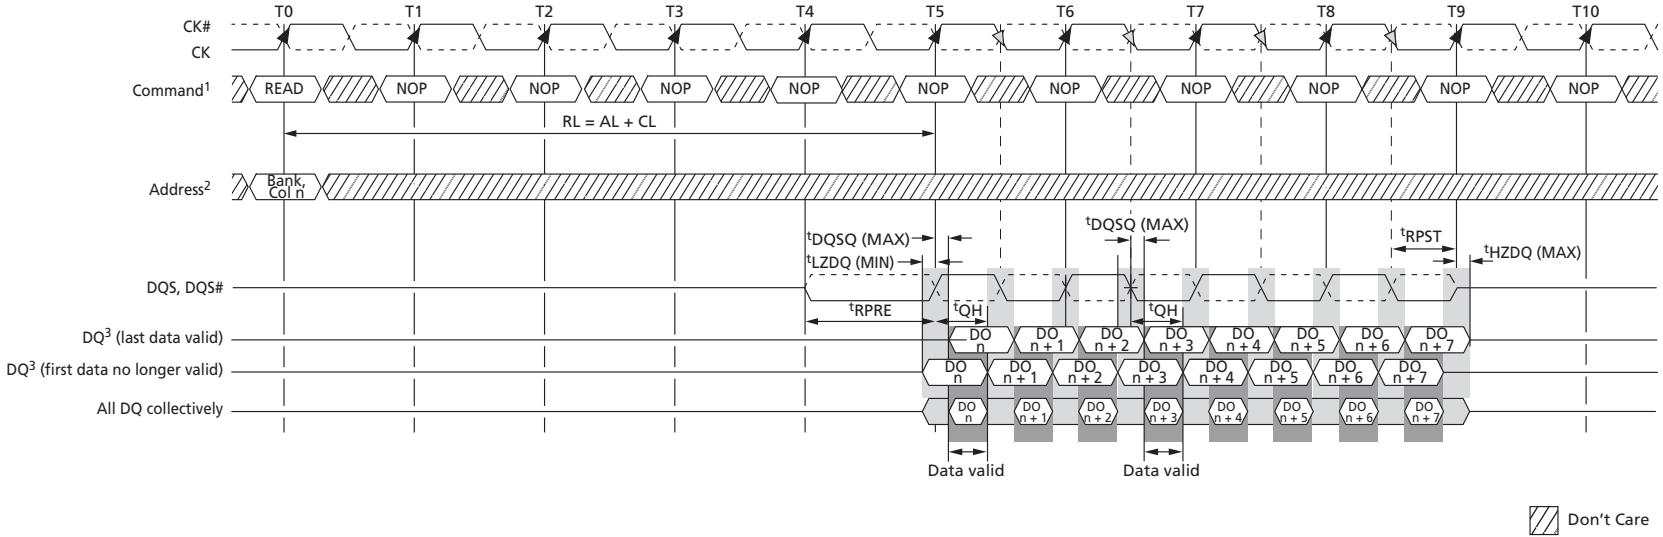 T0 T1 T2 T3 T4 T5 T6 T7 T8 T9 T10
CK#
CK
Command1 READ NOP NOP NOP NOP NOP NOP NOP NOP NOP NOP
RL = AL + CL
Address2 Bank,
Col n
tDQSQ (MAX) tDQSQ (MAX) tRPST
tLZDQ (MIN) tHZDQ (MAX)
DQS, DQS#
tRPRE tQH tQH
DQ3 (last data valid) DO n DO n + 1 DO n + 2 DO n + 3 DO n + 4 DO n + 5 DO n + 6 DO n + 7
DQ3 (first data no longer valid) DO n DO n + 1 DO n + 2 DO n + 3 DO n + 4 DO n + 5 DO n + 6 DO n + 7
All DQ collectively DO n DO n + 1 DO n + 2 DO n + 3 DO n + 4 DO n + 5 DO n + 6 DO n + 7
Data valid Data valid
Don't Care